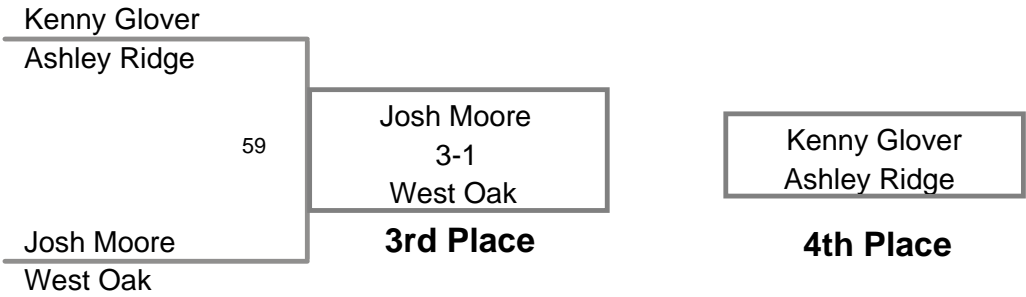 Kenny Glover
Ashley Ridge
59
Josh Moore
West Oak
Josh Moore
3-1
West Oak
3rd Place
Kenny Glover
Ashley Ridge
4th Place